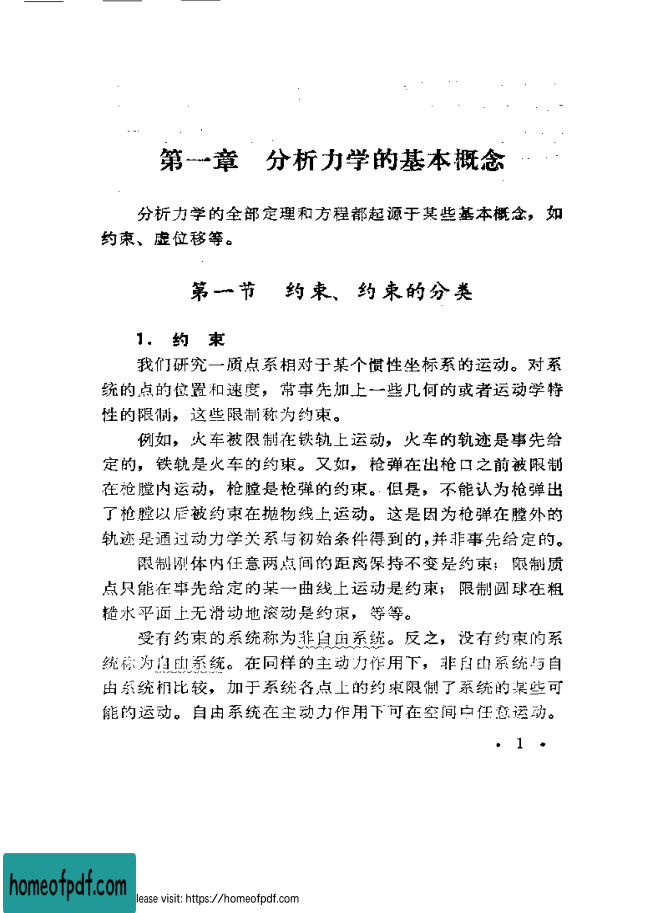 第一章 分析力学的基本概念
分析力学的全部定理和方程都起源于某些基本概念，如
约束、虚位移等。
第一节 约束、约束的分类
1. 约 束
我们研究一质点系相对于某个惯性坐标系的运动。对系
统的点的位置和速度，常事先加上一些几何的或者运动学特
性的限制，这些限制称为约束。
例如，火车被限制在铁轨上运动，火车的轨迹是事先给
定的，铁轨是火车的约束。又如，枪弹在出枪口之前被限制
在枪膛内运动，枪膛是枪弹的约束。但是，不能认为枪弹出
了枪膛以后被约束在抛物线上运动。这是因为枪弹在膛外的
轨迹是通过动力学关系与初始条件得到的，并非事先给定的。
限制刚体内任意两点间的距离保持不变是约束；限制质
点只能在事先给定的某一曲线上运动是约束；限制圆球在粗
糙水平面上无滑动地滚动是约束，等等。
受有约束的系统称为非自由系统。反之，没有约束的系
统称为自由系统。在同样的主动力作用下，非自由系统与自
由系统相比较，加于系统各点上的约束限制了系统的某些可
能的运动。自由系统在主动力作用下可在空间中任意运动。
• 1 •
homeofpdf.com
lease visit: https://homeofpdf.com